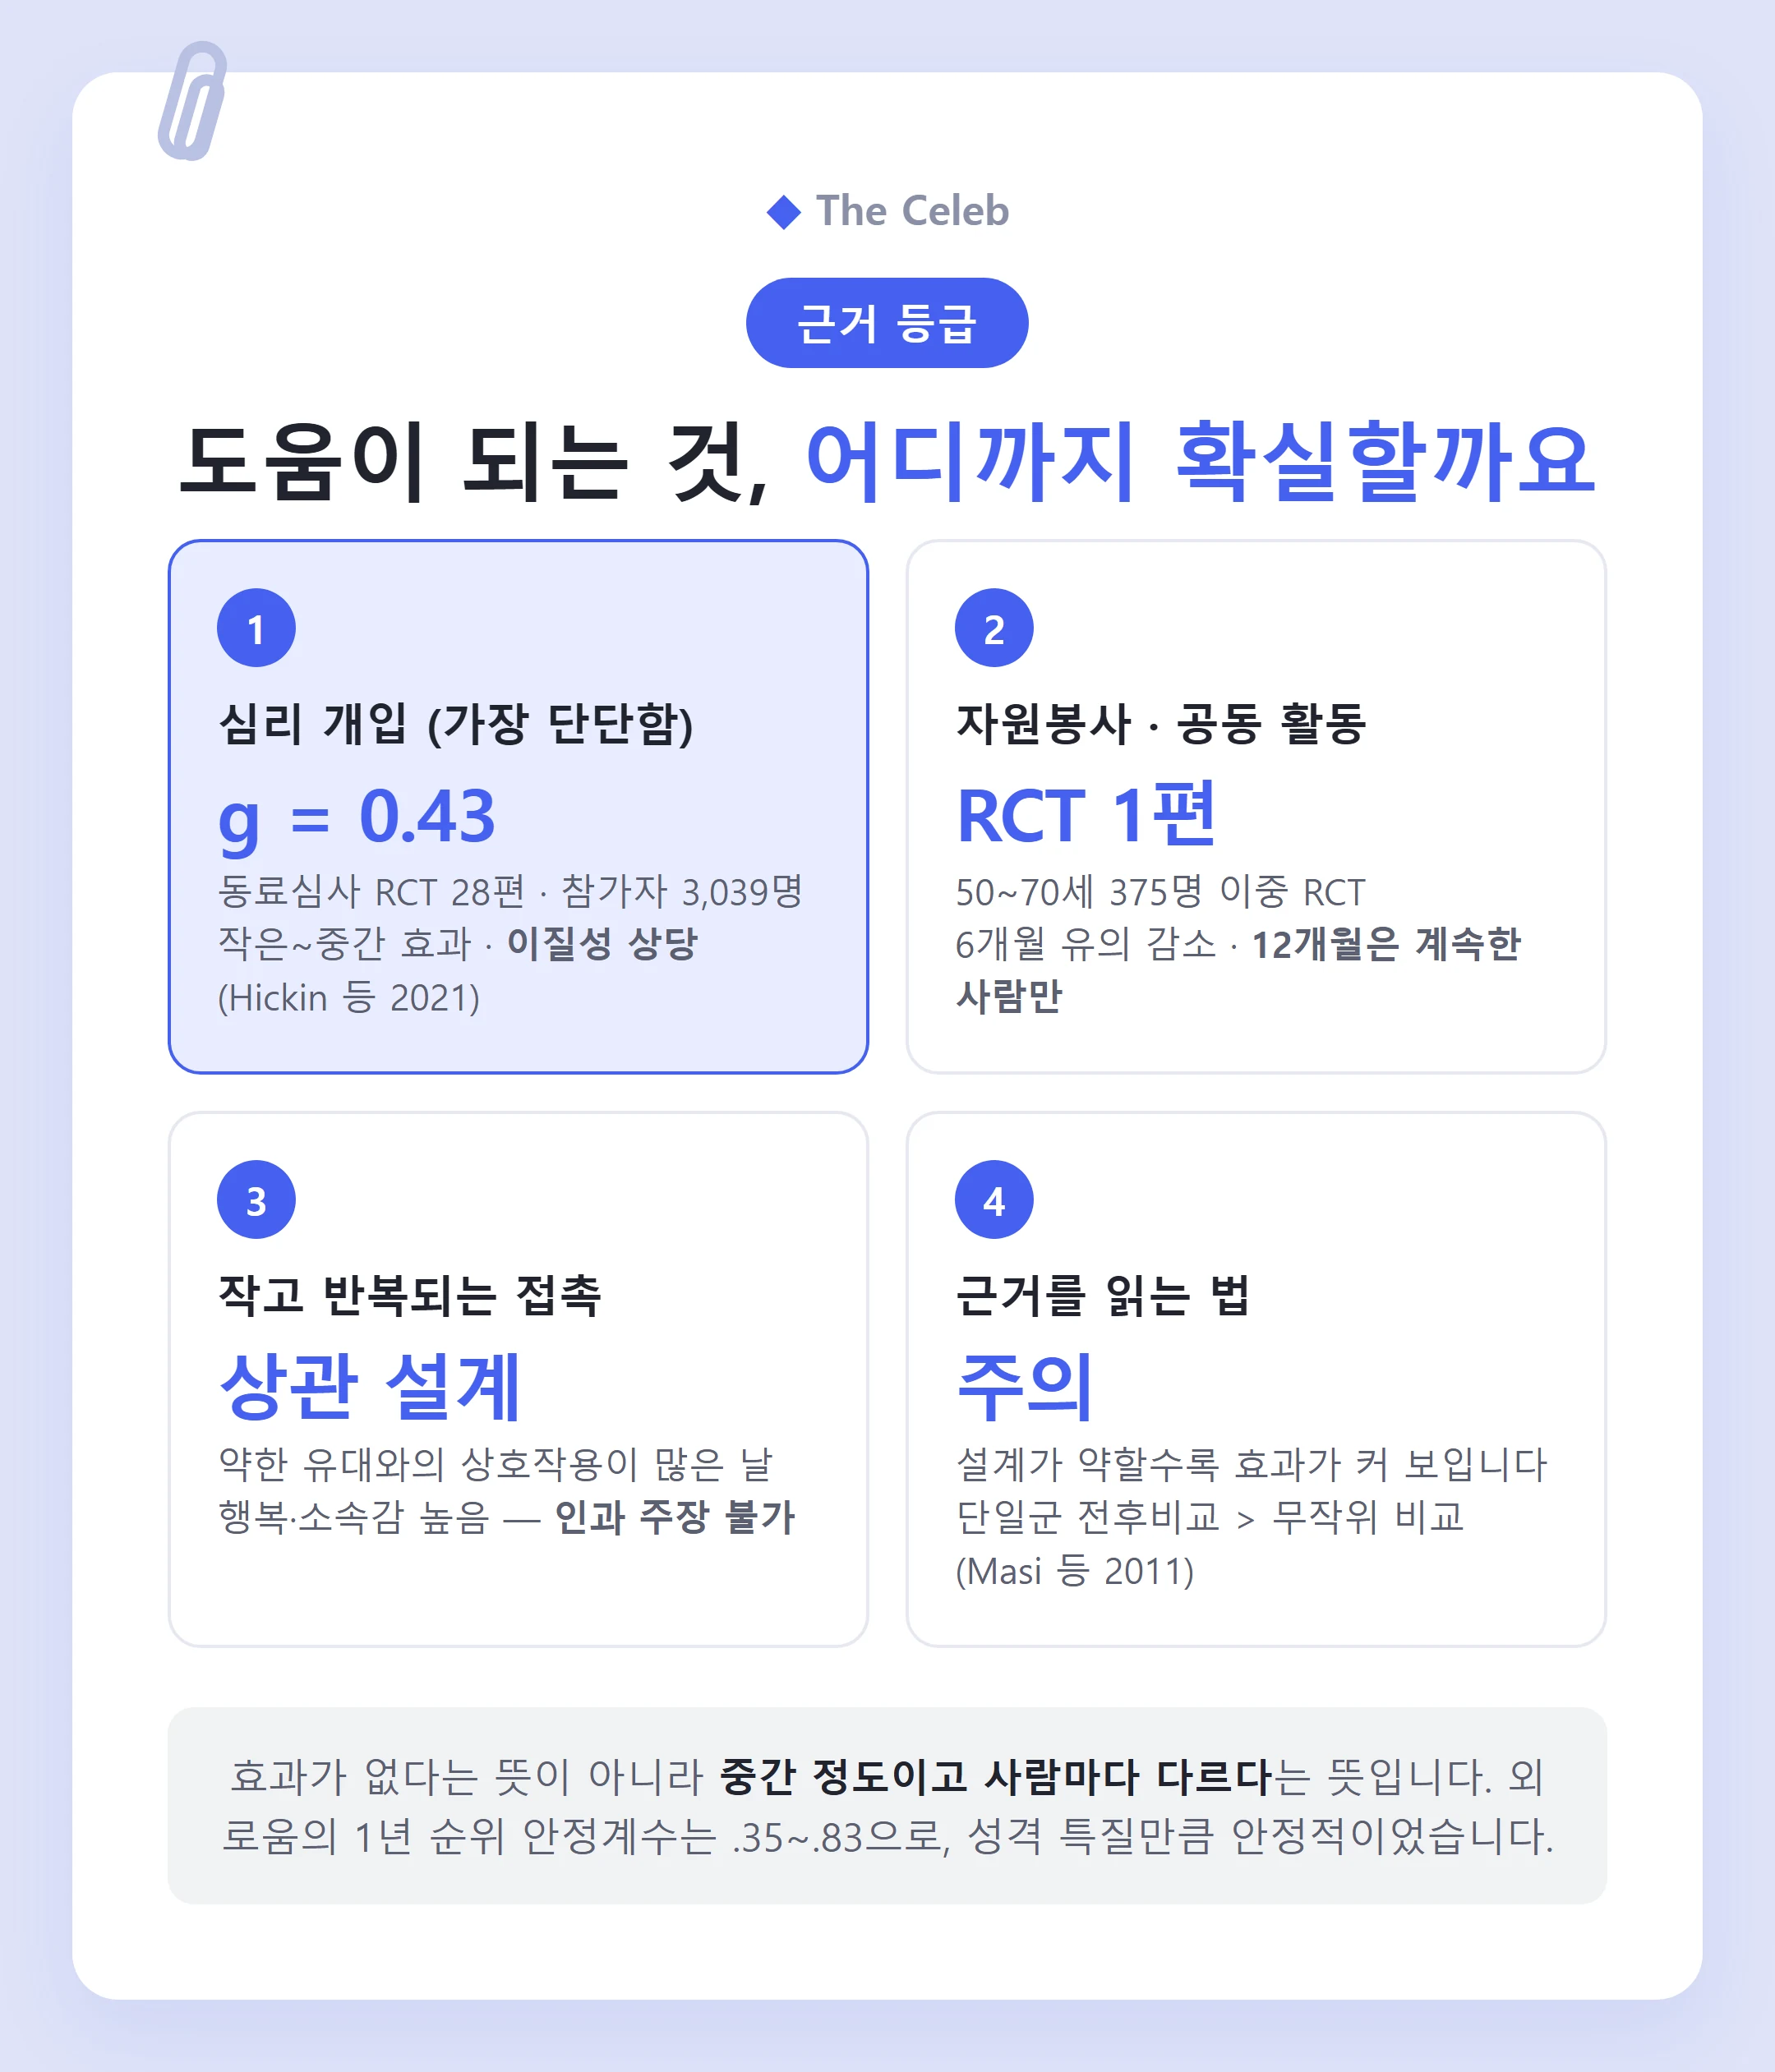 The Celeb
근거 등급
도움이 되는 것, 어디까지 확실할까요
1
심리 개입 (가장 단단함)
g = 0.43
동료심사 RCT 28편 · 참가자 3,039명
작은~중간 효과 · 이질성 상당
(Hickin 등 2021)
2
자원봉사 · 공동 활동
RCT 1편
50~70세 375명 이중 RCT
6개월 유의 감소 · 12개월은 계속한
사람만
3
작고 반복되는 접촉
상관 설계
약한 유대와의 상호작용이 많은 날
행복·소속감 높음 — 인과 주장 불가
4
근거를 읽는 법
주의
설계가 약할수록 효과가 커 보입니다
단일군 전후비교 > 무작위 비교
(Masi 등 2011)
효과가 없다는 뜻이 아니라 중간 정도이고 사람마다 다르다는 뜻입니다. 외
로움의 1년 순위 안정계수는 .35~.83으로, 성격 특질만큼 안정적이었습니다.